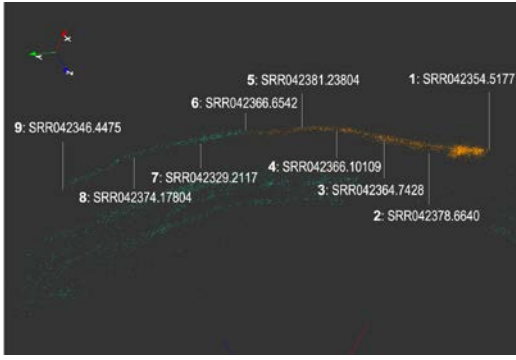 X
Y
Z
5: SRR042381.23804
1: SRR042354.5177
6: SRR042366.6542
9: SRR042346.4475
7: SRR042329.2117
4: SRR042366.10109
8: SRR042374.17804
3: SRR042364.7428
2: SRR042378.6640